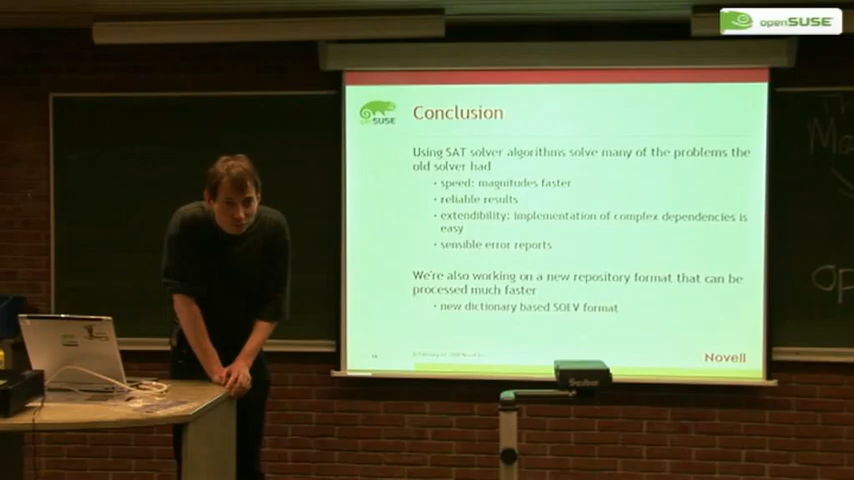 openSUSE
openSUSE
Conclusion
Using SAT solver algorithms solve many of the problems the
old solver had
• speed: magnitudes faster
• reliable results
• extendibility: implementation of complex dependencies is
easy
• sensible error reports
We're also working on a new repository format that can be
processed much faster
• new dictionary based SOLV format
Novell